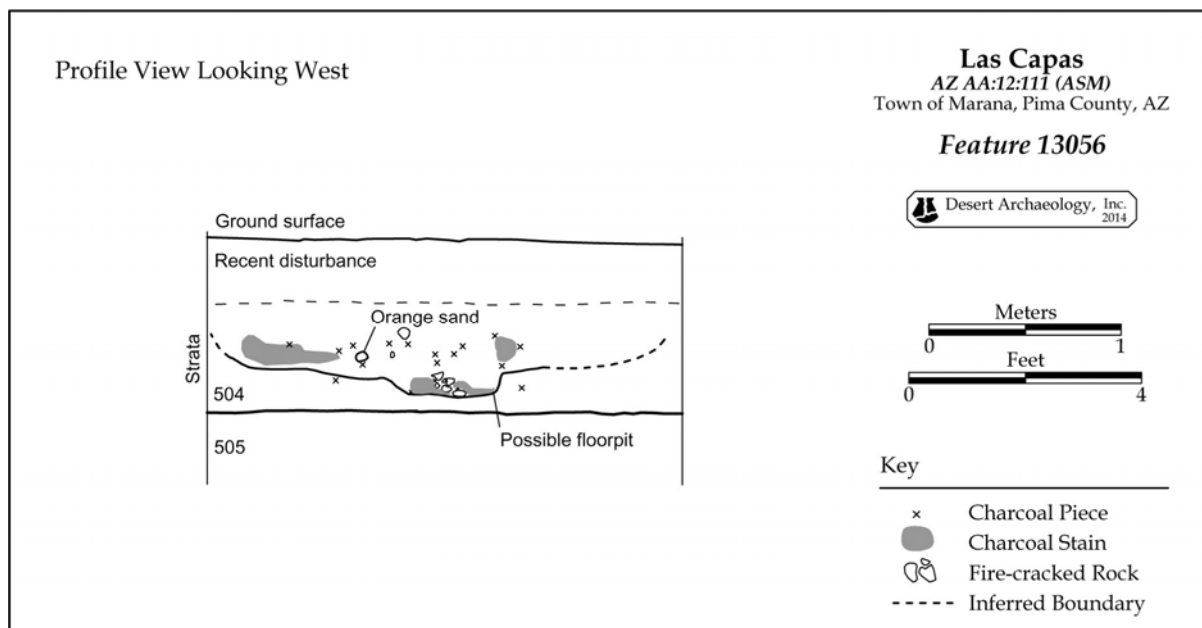 Profile View Looking West
Las Capas
AZ AA:12:111 (ASM)
Town of Marana, Pima County, AZ
Feature 13056
Desert Archaeology, Inc.
2014
Ground surface
Recent disturbance
Orange sand
Strata
504
505
Possible floorpit
Meters
0 1
Feet
0 4
Key
Charcoal Piece
Charcoal Stain
Fire-cracked Rock
Inferred Boundary